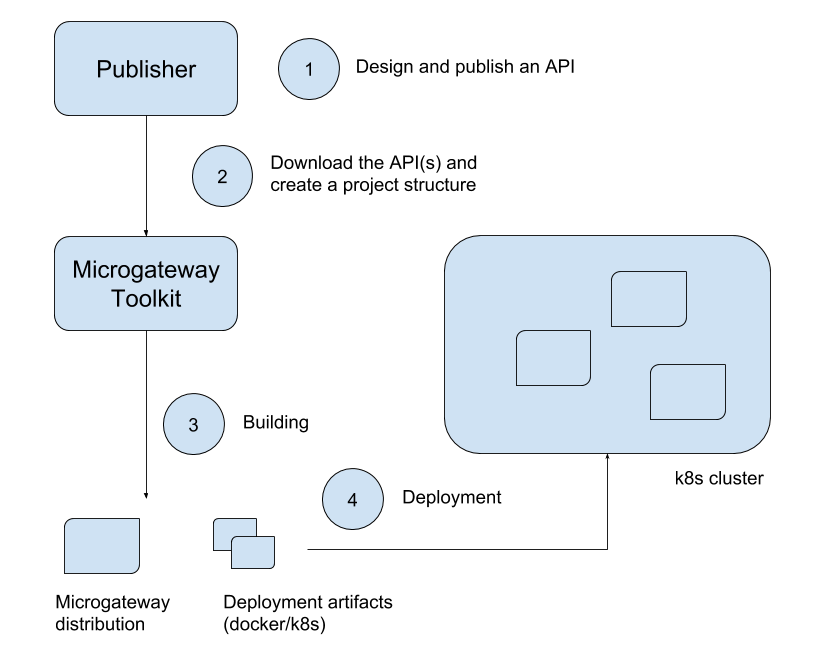 Publisher
1
Design and publish an API
2
Download the API(s) and
create a project structure
Microgateway
Toolkit
3
Building
k8s cluster
4
Deployment
Microgateway
distribution
Deployment artifacts
(docker/k8s)